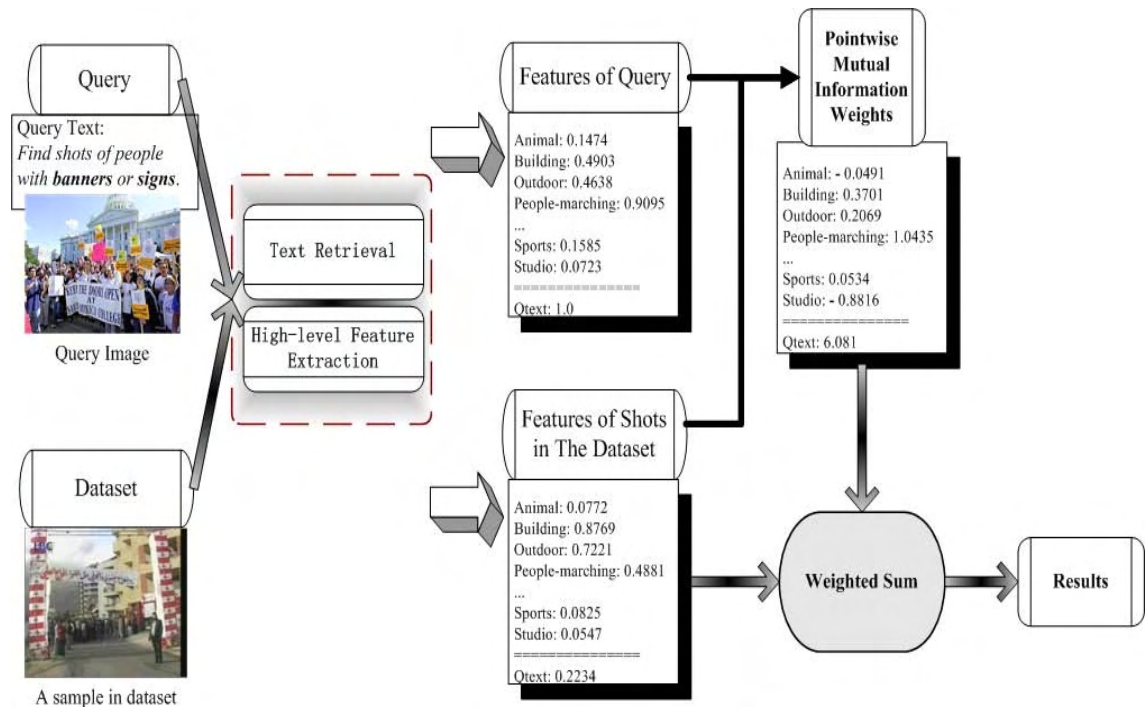 Query
Query Text:
Find shots of people
with banners or signs.
Query Image
Dataset
A sample in dataset
Text Retrieval
High-level Feature
Extraction
Features of Query
Animal: 0.1474
Building: 0.4903
Outdoor: 0.4638
People-marching: 0.9095
...
Sports: 0.1585
Studio: 0.0723
================
Qtext: 1.0
Features of Shots
in The Dataset
Animal: 0.0772
Building: 0.8769
Outdoor: 0.7221
People-marching: 0.4881
...
Sports: 0.0825
Studio: 0.0547
================
Qtext: 0.2234
Pointwise
Mutual
Information
Weights
Animal: - 0.0491
Building: 0.3701
Outdoor: 0.2069
People-marching: 1.0435
...
Sports: 0.0534
Studio: - 0.8816
================
Qtext: 6.081
Weighted Sum
Results